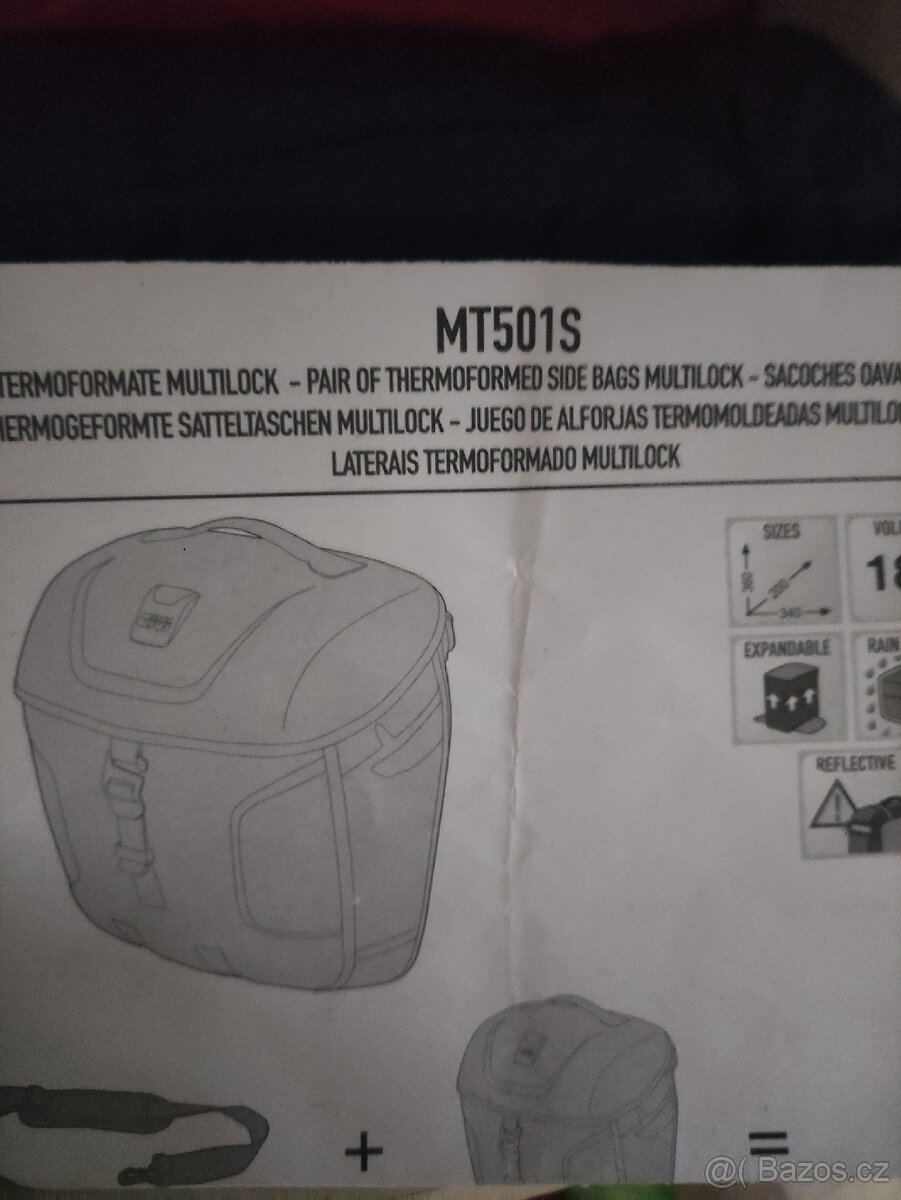 MT501S
TERMOFORMATE MULTILOCK - PAIR OF THERMOFORMED SIDE BAGS MULTILOCK - SACOCHES
SATTELTASCHEN MULTILOCK - JUEGO DE ALFORJAS TERMOMOLDEADAS
LATERAIS TERMOFORMADO MULTILOCK
SIZES
340
EXPANDABLE
RAIN
REFLECTIVE
+
=
@( Bazos.cz